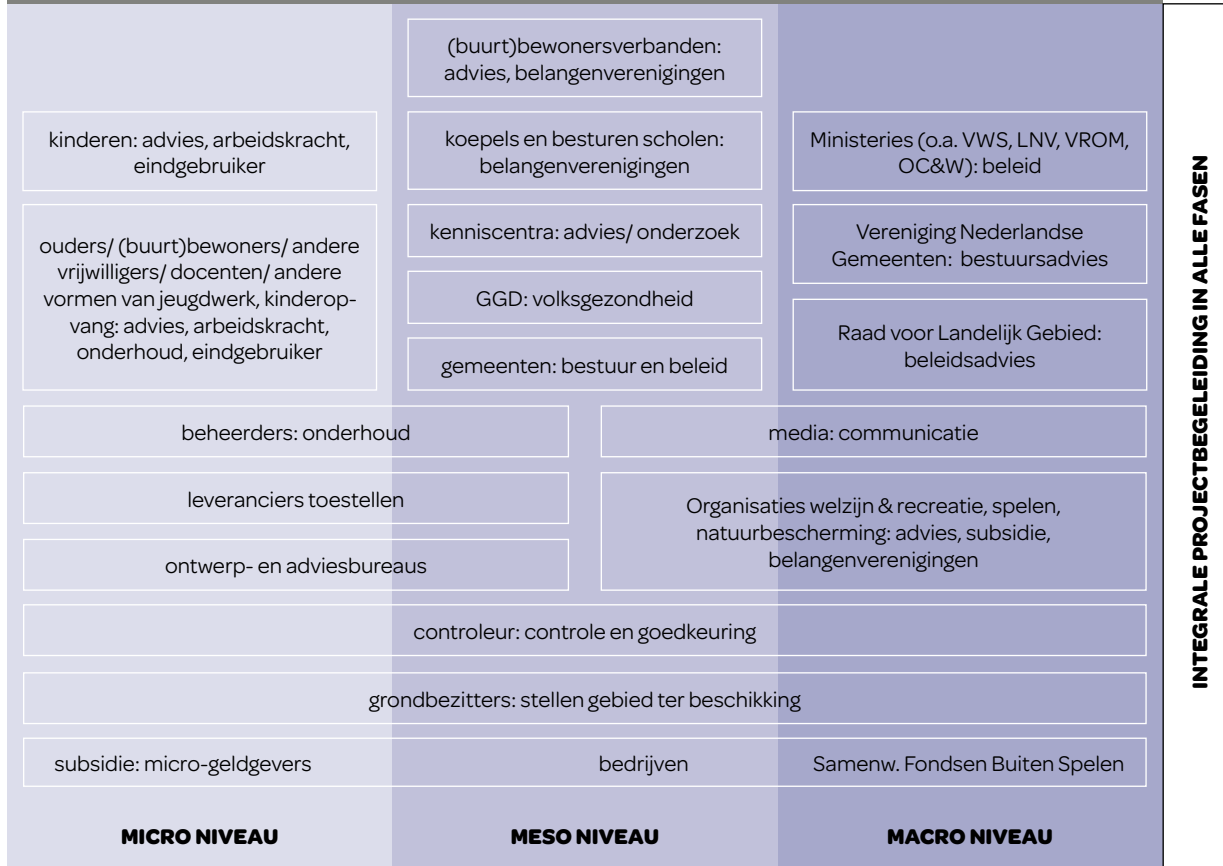 (buurt)bewonersverbanden:
advies, belangenverenigingen
kinderen: advies, arbeidskracht,
eindgebruiker
koepels en besturen scholen:
belangenverenigingen
Ministeries (o.a. VWS, LNV, VROM,
OC&W): beleid
ouders/ (buurt)bewoners/ andere
vrijwilligers/ docenten/ andere
vormen van jeugdwerk, kinderop-
vang: advies, arbeidskracht,
onderhoud, eindgebruiker
kenniscentra: advies/ onderzoek
GGD: volksgezondheid
gemeenten: bestuur en beleid
Vereniging Nederlandse
Gemeenten: bestuursadvies
Raad voor Landelijk Gebied:
beleidsadvies
beheerders: onderhoud
media: communicatie
leveranciers toestellen
ontwerp- en adviesbureaus
Organisaties welzijn & recreatie, spelen,
natuurbescherming: advies, subsidie,
belangenverenigingen
controleur: controle en goedkeuring
grondbezitters: stellen gebied ter beschikking
subsidie: micro-geldgevers
bedrijven
Samenw. Fondsen Buiten Spelen
MICRO NIVEAU
MESO NIVEAU
MACRO NIVEAU
INTEGRALE PROJECTBEGELEIDING IN ALLE FASEN